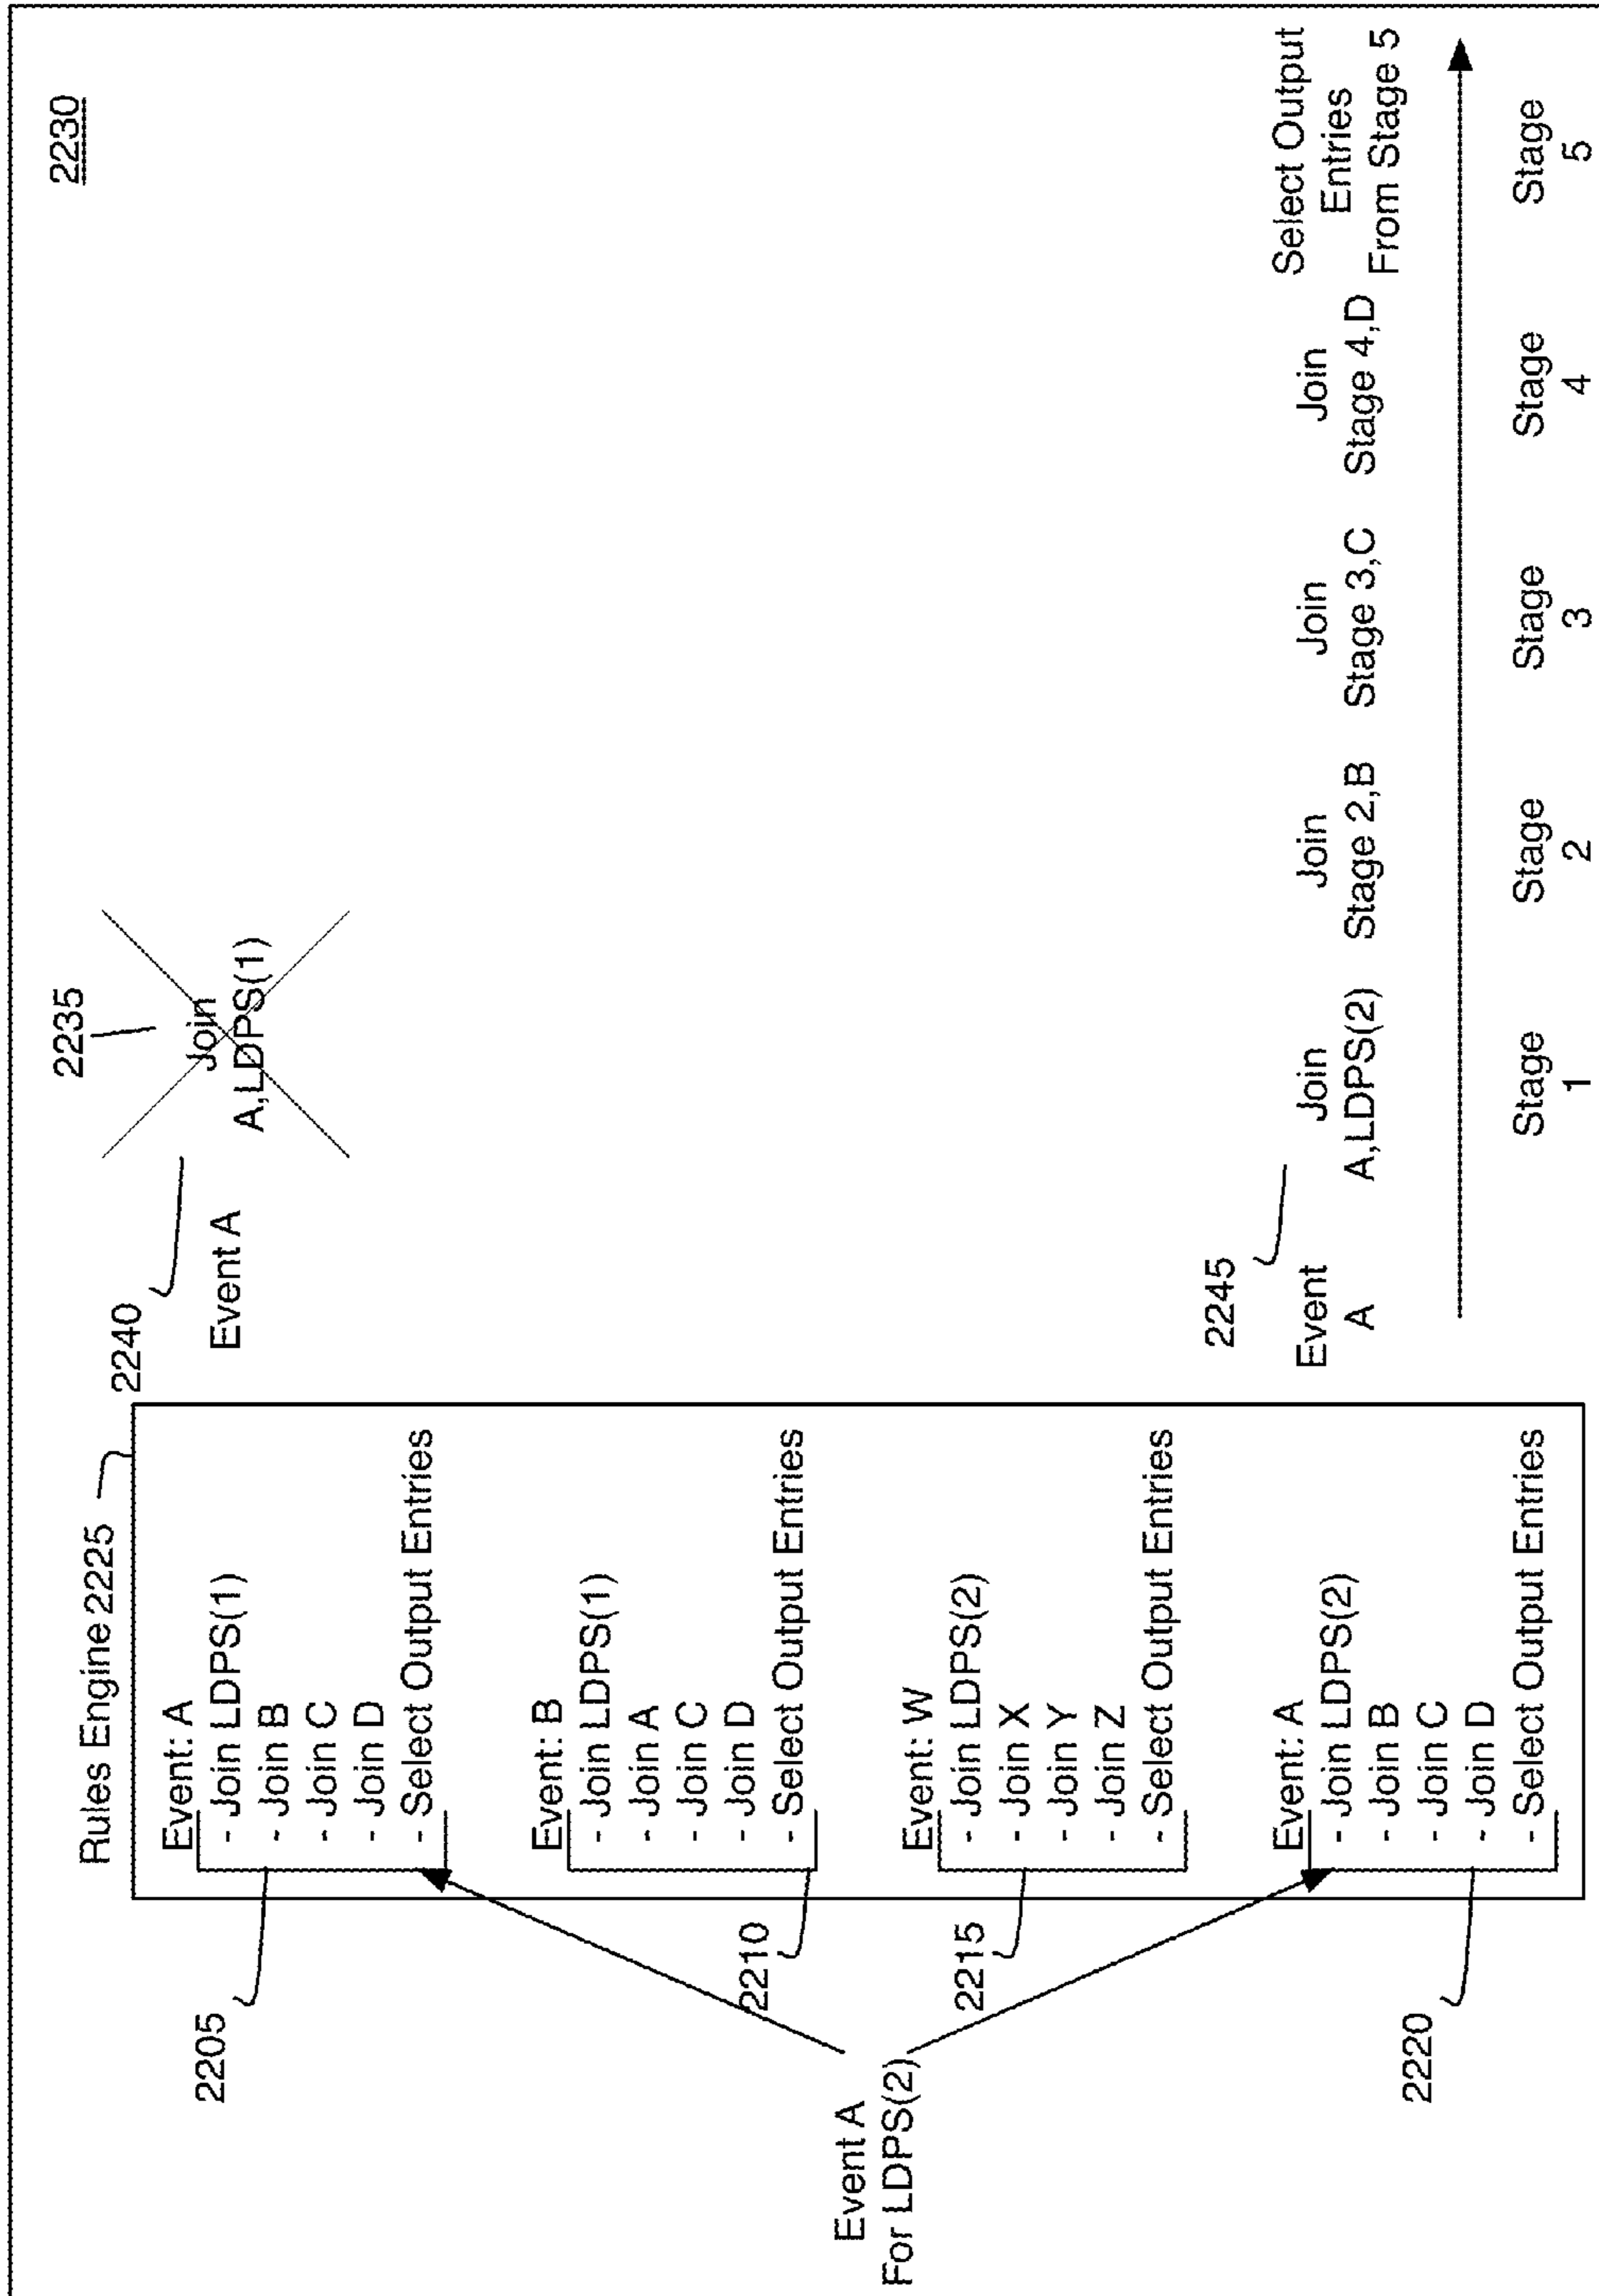 2230
Rules Engine 2225
Event: A
- Join LDPS(1)
- Join B
- Join C
- Join D
- Select Output Entries
2205
Event: B
- Join LDPS(1)
- Join A
- Join C
- Join D
- Select Output Entries
2210
Event: W
- Join LDPS(2)
- Join X
- Join Y
- Join Z
- Select Output Entries
2215
Event: A
- Join LDPS(2)
- Join B
- Join C
- Join D
- Select Output Entries
2220
Event A
For LDPS(2)
2240
Event A
2235
Join
A,LDPS(1)
2245
Event
A
Join
A,LDPS(2)
Join
Stage 2,B
Join
Stage 3,C
Join
Stage 4,D
Select Output
Entries
From Stage 5
Stage
1
Stage
2
Stage
3
Stage
4
Stage
5